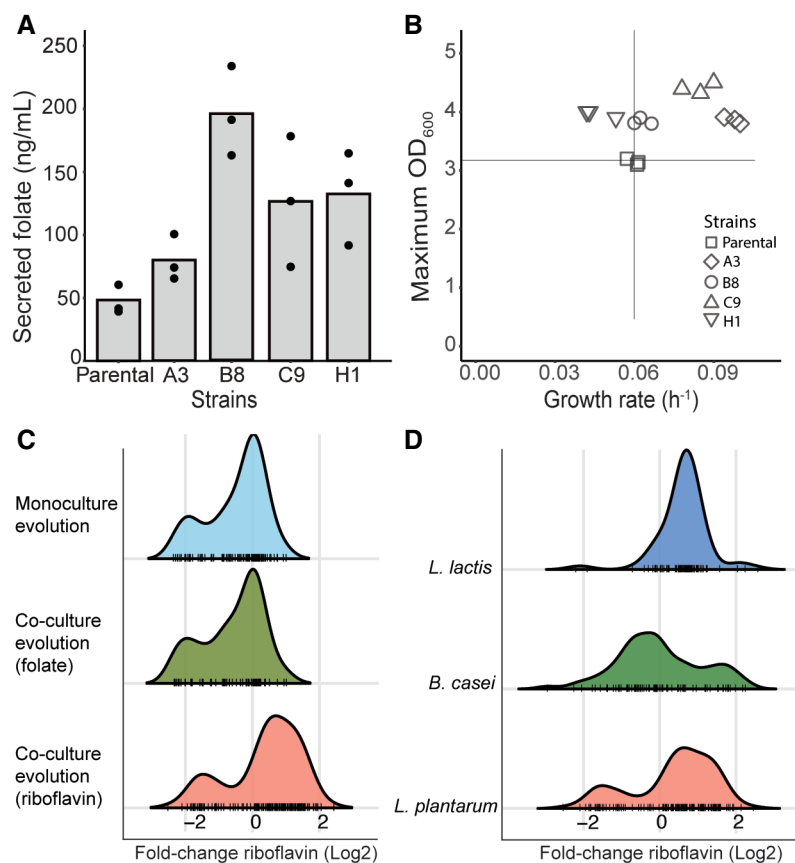 A
Secreted folate (ng/mL)
250
200
150
100
50
0
Parental A3 B8 C9 H1
Strains
B
Maximum OD600
5
4
3
2
1
0
Strains
Parental
A3
B8
C9
H1
0.00 0.03 0.06 0.09
Growth rate (h-1)
C
Monoculture
evolution
Co-culture
evolution
(folate)
Co-culture
evolution
(riboflavin)
−2 0 2
Fold-change riboflavin (Log2)
D
L. lactis
B. casei
L. plantarum
−2 0 2
Fold-change riboflavin (Log2)